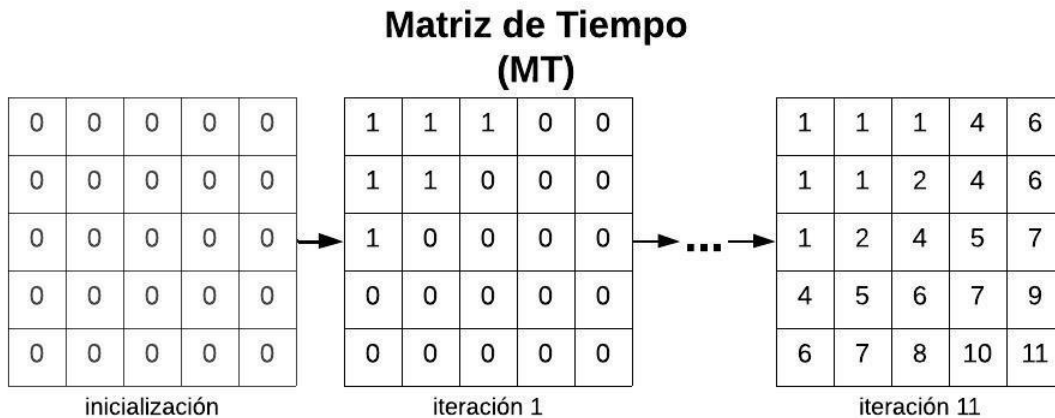 Matriz de Tiempo
(MT)
0 0 0 0 0 1 1 1 0 0 1 1 1 4 6
0 0 0 0 0 1 1 0 0 0 1 1 2 4 6
0 0 0 0 0 1 0 0 0 0 ... 1 2 4 5 7
0 0 0 0 0 0 0 0 0 0 4 5 6 7 9
0 0 0 0 0 0 0 0 0 0 6 7 8 10 11
inicialización iteración 1 iteración 11